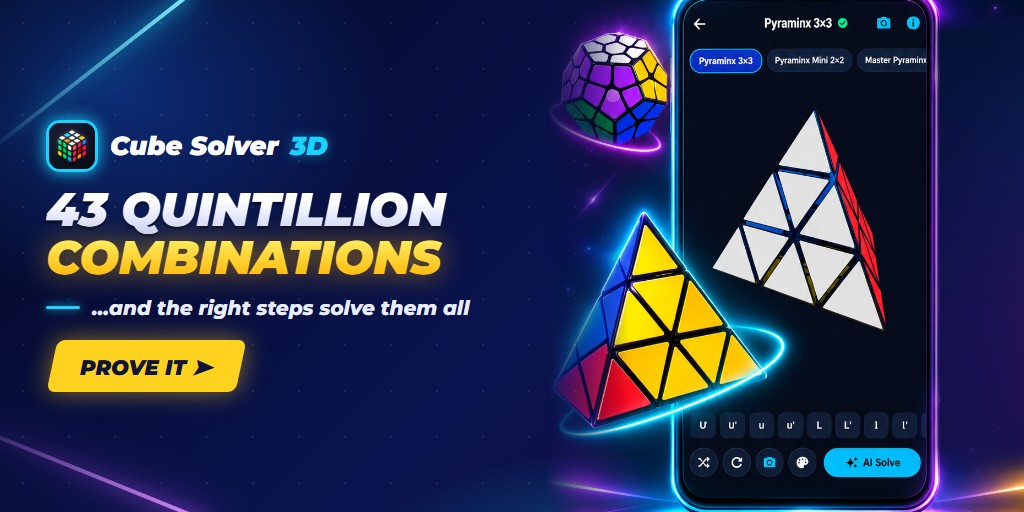 Cube Solver 3D
43 QUINTILLION
COMBINATIONS
...and the right steps solve them all
PROVE IT ➤
Pyraminx 3×3
Pyraminx 3×3 Pyraminx Mini 2×2 Master Pyraminx
U U' u u' L L' l l'
AI Solve